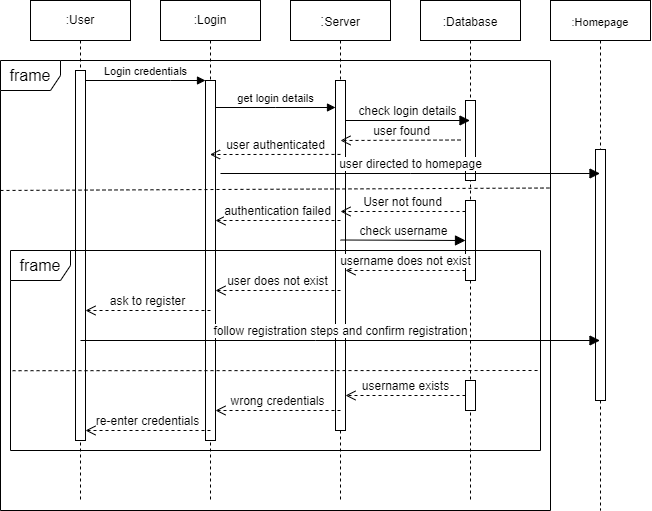 :User
:Login
:Server
:Database
:Homepage
frame
Login credentials
get login details
check login details
user found
user authenticated
user directed to homepage
User not found
authentication failed
check username
frame
username does not exist
user does not exist
ask to register
follow registration steps and confirm registration
username exists
wrong credentials
re-enter credentials